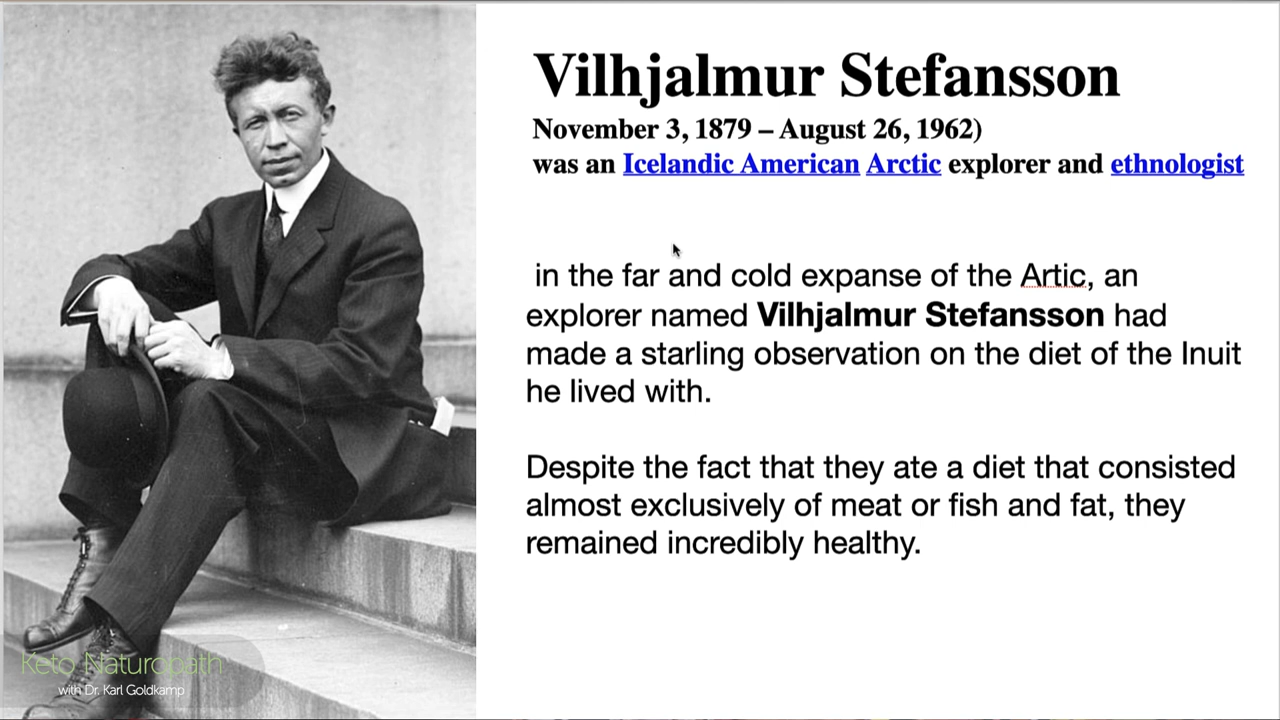 Vilhjalmur Stefansson
November 3, 1879 – August 26, 1962)
was an Icelandic American Arctic explorer and ethnologist
in the far and cold expanse of the Artic, an
explorer named Vilhjalmur Stefansson had
made a starling observation on the diet of the Inuit
he lived with.
Despite the fact that they ate a diet that consisted
almost exclusively of meat or fish and fat, they
remained incredibly healthy.
Keto Naturopath
with Dr. Karl Goldkamp